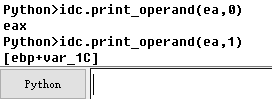 Python>idc.print_operand(ea,0)
eax
Python>idc.print_operand(ea,1)
[ebp+var_1C]
Python